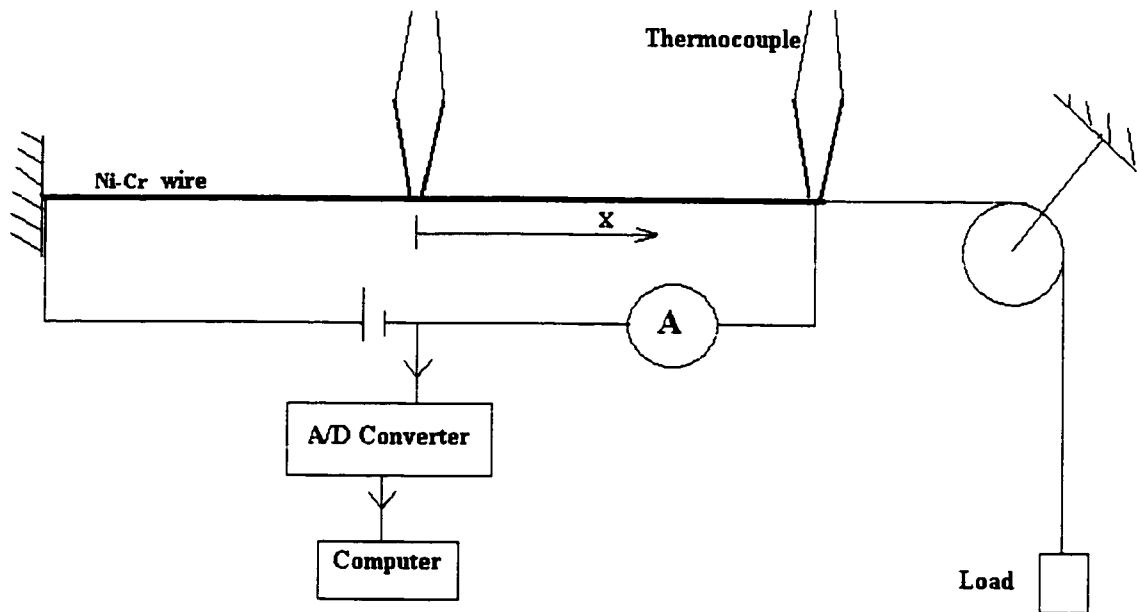 Thermocouple
Ni-Cr wire
X
A
A/D Converter
Computer
Load